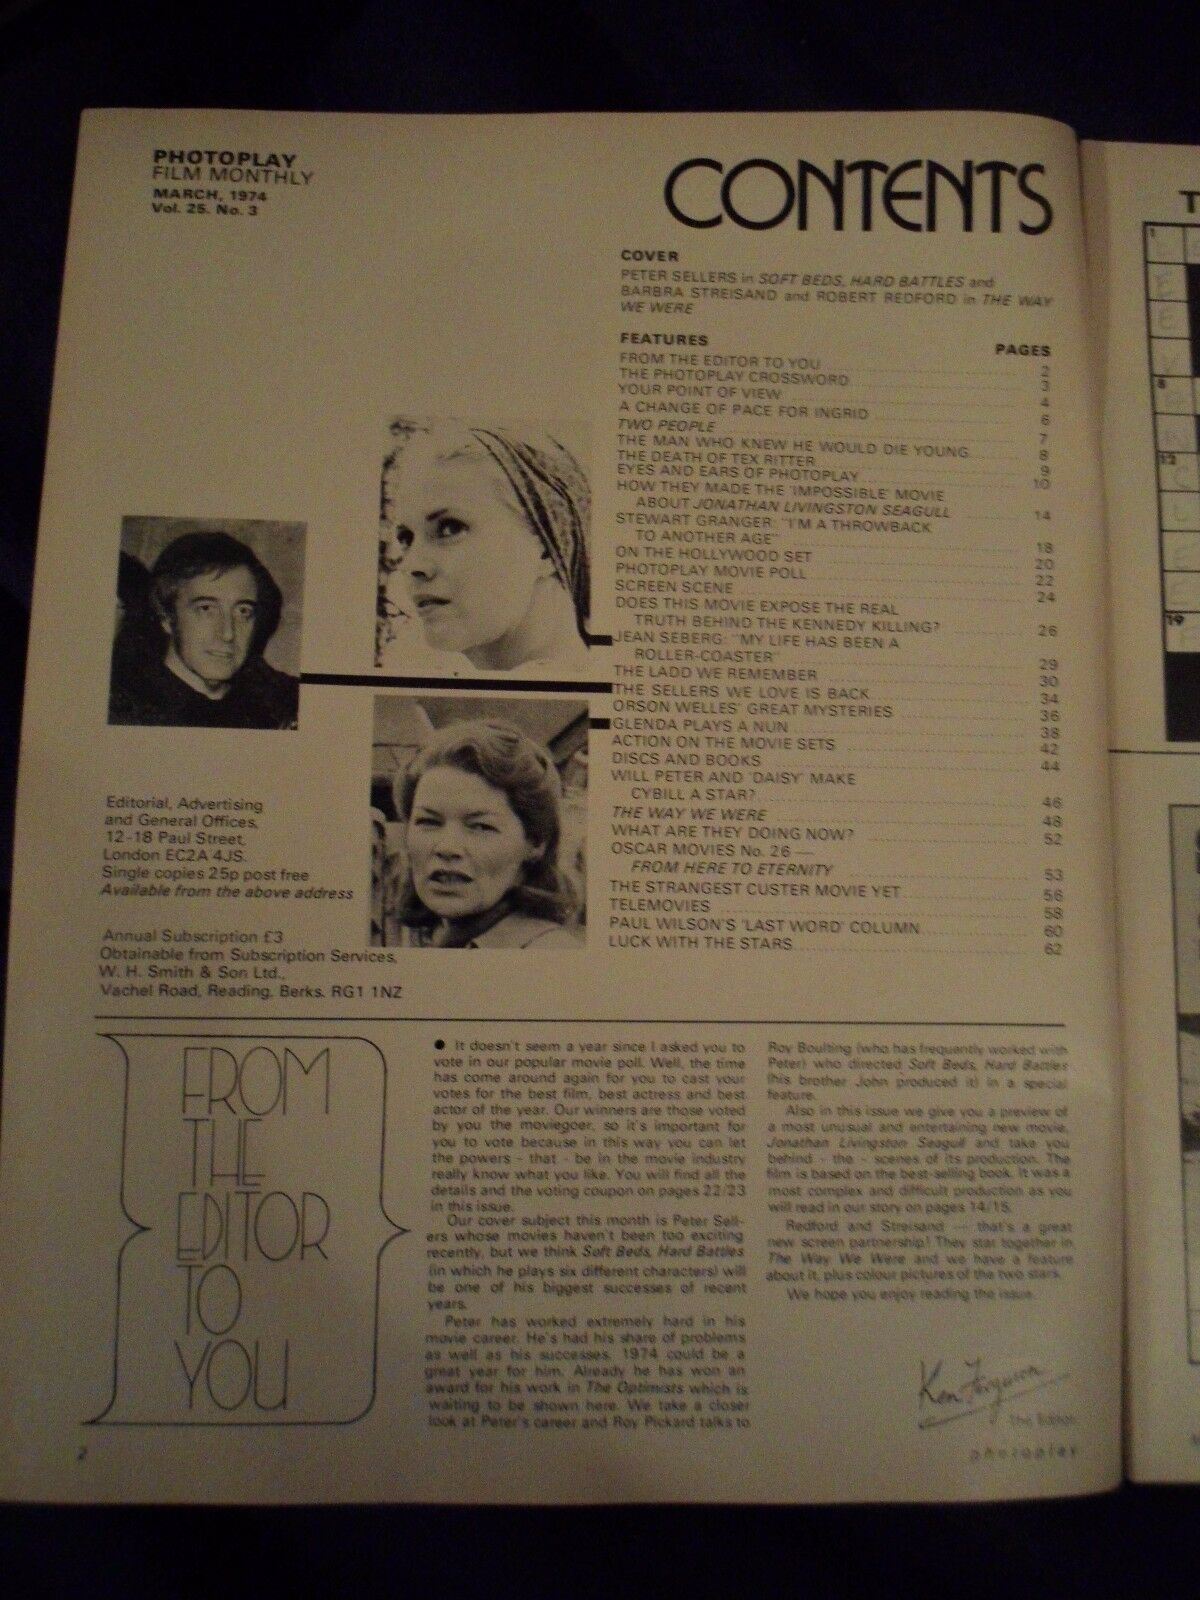 PHOTOPLAY
FILM MONTHLY
MARCH, 1974
Vol. 25. No. 3
CONTENTS
COVER
PETER SELLERS in SOFT BEDS, HARD BATTLES and
BARBRA STREISAND and ROBERT REDFORD in THE WAY
WE WERE
FEATURES PAGES
FROM THE EDITOR TO YOU 2
THE PHOTOPLAY CROSSWORD 3
YOUR POINT OF VIEW 4
A CHANGE OF PACE FOR INGRID 6
TWO PEOPLE 7
THE MAN WHO KNEW HE WOULD DIE YOUNG 8
THE DEATH OF TEX RITTER 9
EYES AND EARS OF PHOTOPLAY 10
HOW THEY MADE THE 'IMPOSSIBLE' MOVIE
ABOUT JONATHAN LIVINGSTON SEAGULL 14
STEWART GRANGER: "I'M A THROWBACK
TO ANOTHER AGE" 18
ON THE HOLLYWOOD SET 20
PHOTOPLAY MOVIE POLL 22
SCREEN SCENE 24
DOES THIS MOVIE EXPOSE THE REAL
TRUTH BEHIND THE KENNEDY KILLING? 26
JEAN SEBERG: "MY LIFE HAS BEEN A
ROLLER-COASTER" 29
THE LADD WE REMEMBER 30
THE SELLERS WE LOVE IS BACK 34
ORSON WELLES' GREAT MYSTERIES 36
GLENDA PLAYS A NUN 38
ACTION ON THE MOVIE SETS 42
DISCS AND BOOKS 44
WILL PETER AND 'DAISY' MAKE
CYBILL A STAR? 46
THE WAY WE WERE 48
WHAT ARE THEY DOING NOW? 52
OSCAR MOVIES No. 26 —
FROM HERE TO ETERNITY 53
THE STRANGEST CUSTER MOVIE YET 56
TELEMOVIES 58
PAUL WILSON'S "LAST WORD" COLUMN 60
LUCK WITH THE STARS 62
Editorial, Advertising
and General Offices,
12-18 Paul Street,
London EC2A 4JS.
Single copies 25p post free
Available from the above address
Annual Subscription £3
Obtainable from Subscription Services,
W. H. Smith & Son Ltd.,
Vachel Road, Reading, Berks. RG1 1NZ
FROM
THE
EDITOR
TO
YOU
● It doesn't seem a year since I asked you to
vote in our popular movie poll. Well, the time
has come around again for you to cast your
votes for the best film, best actress and best
actor of the year. Our winners are those voted
by you the moviegoer, so it's important for
you to vote because in this way you can let
the powers - that - be in the movie industry
really know what you like. You will find all the
details and the voting coupon on pages 22/23
in this issue.
Our cover subject this month is Peter Sell-
ers whose movies haven't been too exciting
recently, but we think Soft Beds, Hard Battles
(in which he plays six different characters) will
be one of his biggest successes of recent
years.
Peter has worked extremely hard in his
movie career. He's had his share of problems
as well as his successes. 1974 could be a
great year for him. Already he has won an
award for his work in The Optimists which is
waiting to be shown here. We take a closer
look at Peter's career and Roy Pickard talks to
Roy Boulting (who has frequently worked with
Peter) who directed Soft Beds, Hard Battles
(his brother John produced it) in a special
feature.
Also in this issue we give you a preview of
a most unusual and entertaining new movie,
Jonathan Livingston Seagull and take you
behind - the - scenes of its production. The
film is based on the best-selling book. It was a
most complex and difficult production as you
will read in our story on pages 14/15.
Redford and Streisand — that's a great
new screen partnership! They star together in
The Way We Were and we have a feature
about it, plus colour pictures of the two stars.
We hope you enjoy reading the issue.
Ken Ferguson
The Editor
2
photoplay
T
1
8
12
19